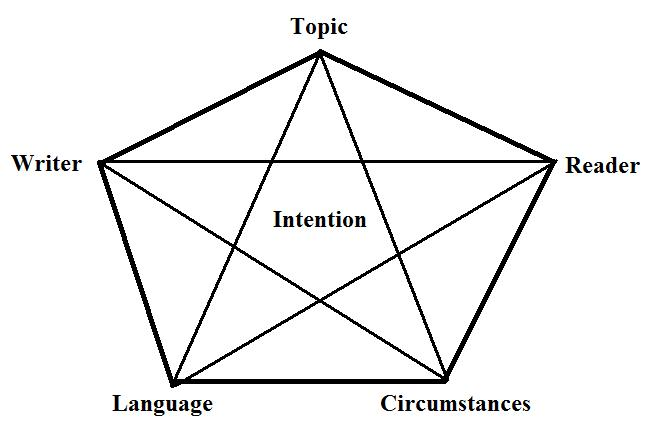 Topic
Writer
Reader
Intention
Language
Circumstances